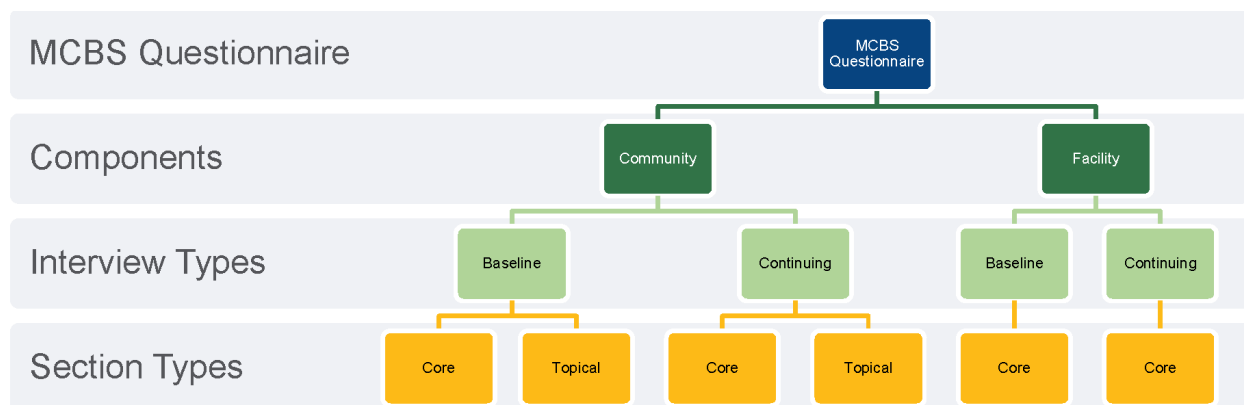 MCBS Questionnaire
MCBS
Questionnaire
Components
Community
Facility
Interview Types
Baseline
Continuing
Baseline
Continuing
Section Types
Core
Topical
Core
Topical
Core
Core